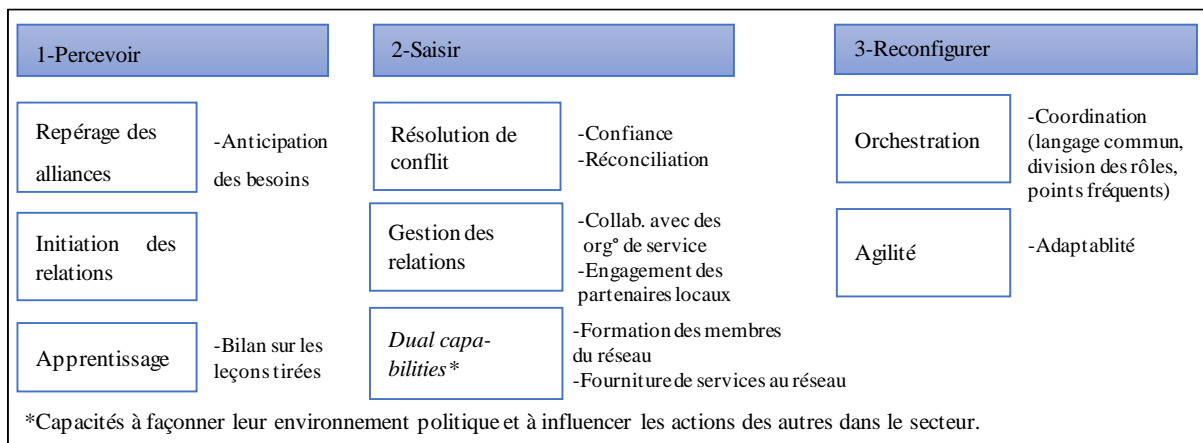 1-Percevoir
Repérage des
alliances
-Anticipation
des besoins
Initiation des
relations
Apprentissage
-Bilan sur les
leçons tirées
2-Saisir
Résolution de
conflit
-Confiance
-Réconciliation
Gestion des
relations
-Collab. avec des
org° de service
-Engagement des
partenaires locaux
Dual capa-
bilities*
-Formation des membres
du réseau
-Fourniture de services au réseau
3-Reconfigurer
Orchestration
-Coordination
(langage commun,
division des rôles,
points fréquents)
Agilité
-Adaptablité
*Capacités à façonner leur environnement politique et à influencer les actions des autres dans le secteur.